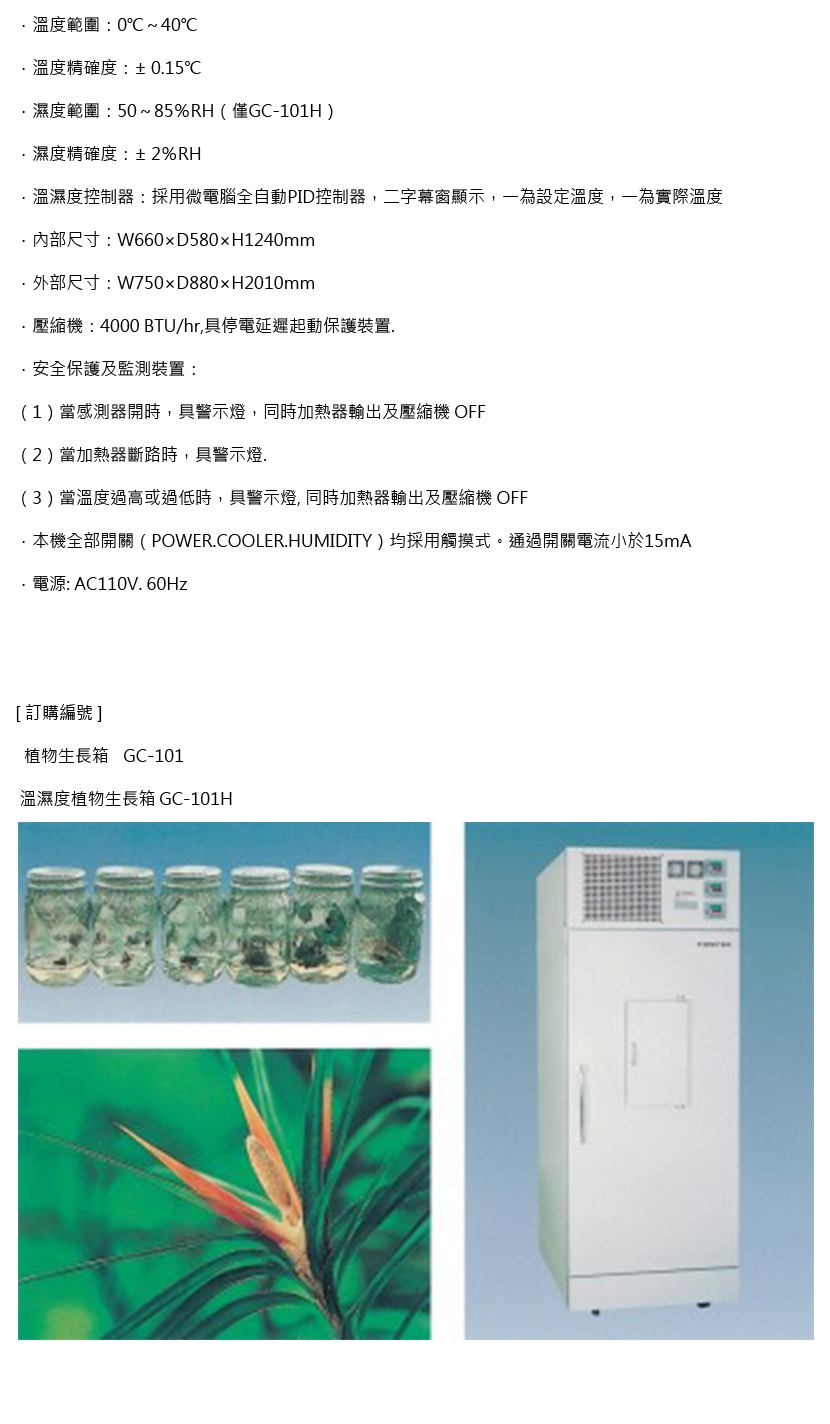 · 溫度範圍：0℃～40℃
· 溫度精確度：± 0.15℃
· 濕度範圍：50～85%RH（僅GC-101H）
· 濕度精確度：± 2%RH
· 溫濕度控制器：採用微電腦全自動PID控制器，二字幕窗顯示，一為設定溫度，一為實際溫度
· 內部尺寸：W660×D580×H1240mm
· 外部尺寸：W750×D880×H2010mm
· 壓縮機：4000 BTU/hr,具停電延遲起動保護裝置.
· 安全保護及監測裝置：
（1）當感測器開時，具警示燈，同時加熱器輸出及壓縮機 OFF
（2）當加熱器斷路時，具警示燈.
（3）當溫度過高或過低時，具警示燈, 同時加熱器輸出及壓縮機 OFF
· 本機全部開關（POWER.COOLER.HUMIDITY）均採用觸摸式。通過開關電流小於15mA
· 電源: AC110V. 60Hz
[ 訂購編號 ]
植物生長箱 GC-101
溫濕度植物生長箱 GC-101H